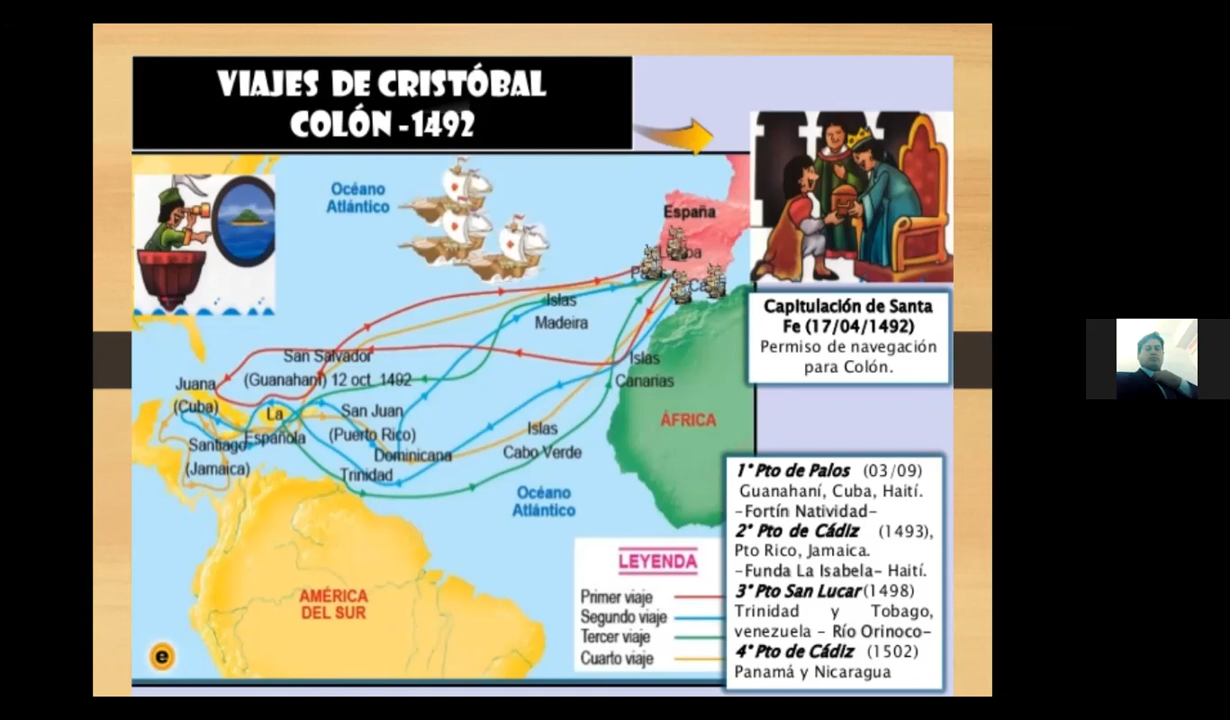 VIAJES DE CRISTÓBAL
COLÓN -1492
Océano
Atlántico
España
Islas
Madeira
San Salvador
(Guanahaní) 12 oct. 1492
Islas
Canarias
Juana
(Cuba)
La
Española
San Juan
(Puerto Rico)
Santiago
(Jamaica)
Dominicana
Trinidad
Islas
Cabo Verde
ÁFRICA
Océano
Atlántico
AMÉRICA
DEL SUR
LEYENDA
Primer viaje
Segundo viaje
Tercer viaje
Cuarto viaje
e
Capitulación de Santa
Fe (17/04/1492)
Permiso de navegación
para Colón.
1° Pto de Palos (03/09)
Guanahaní, Cuba, Haití.
-Fortín Natividad-
2° Pto de Cádiz (1493),
Pto Rico, Jamaica.
-Funda La Isabela- Haití.
3° Pto San Lucar (1498)
Trinidad y Tobago,
venezuela - Río Orinoco-
4° Pto de Cádiz (1502)
Panamá y Nicaragua